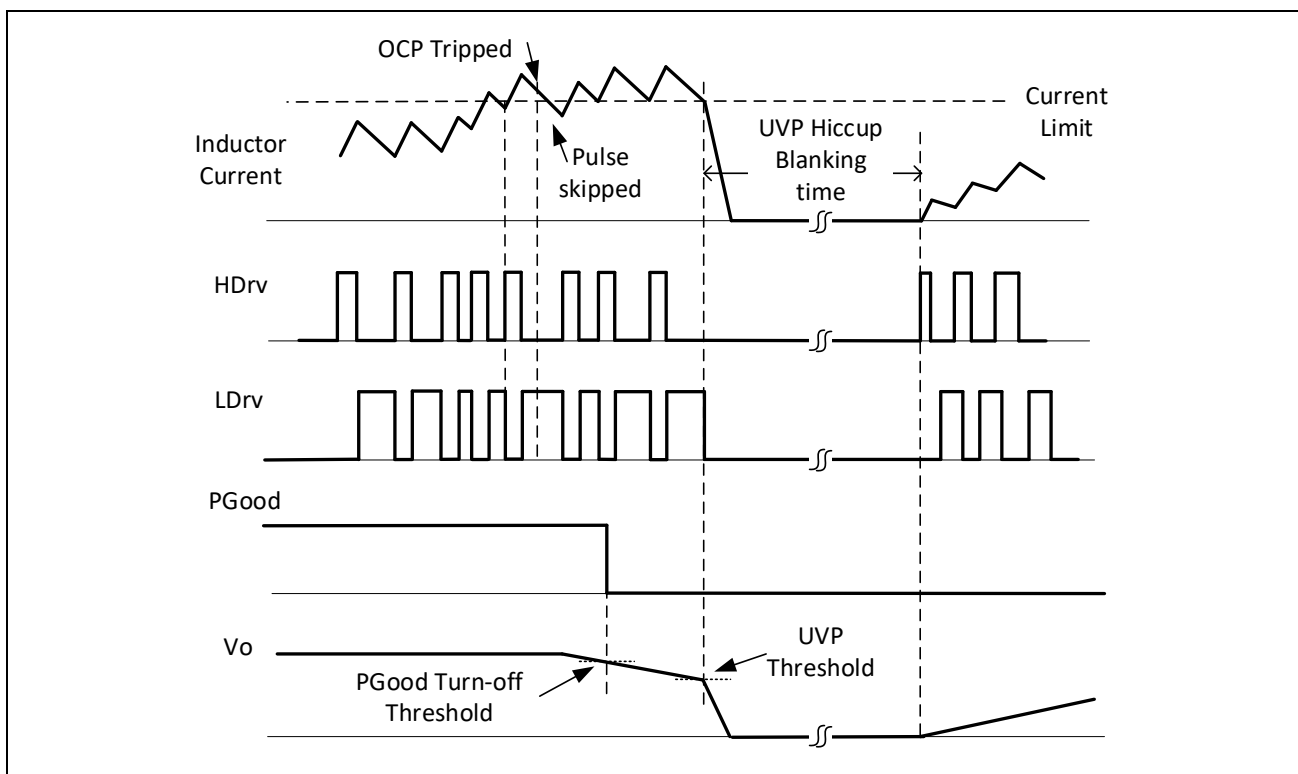 OCP Tripped
Current
Limit
UVP Hiccup
Blanking
time
Inductor
Current
Pulse
skipped
HDrv
LDrv
PGood
Vo
UVP
Threshold
PGood Turn-off
Threshold